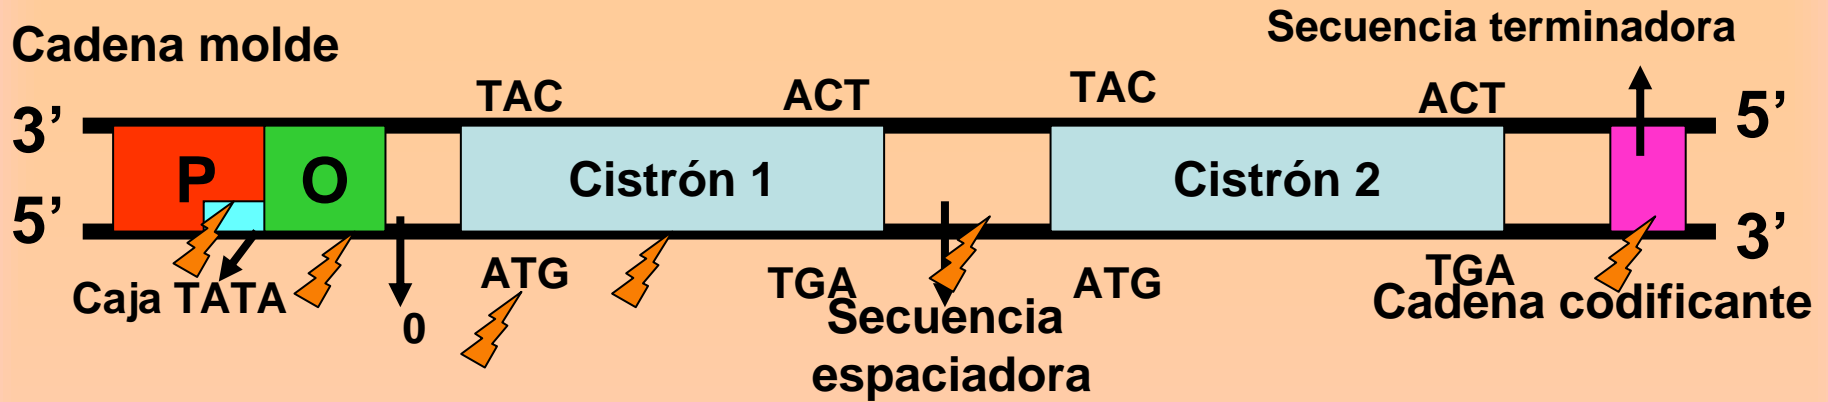 Secuencia terminadora
Cadena molde
TAC ACT TAC ACT
3’ 5’
P O Cistrón 1 Cistrón 2
5’ 3’
ATG TGA ATG TGA
Caja TATA 0 Secuencia Cadena codificante
espaciadora